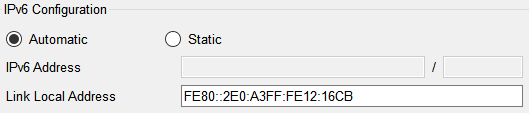 IPv6 Configuration
Automatic Static
IPv6 Address /
Link Local Address FE80::2E0:A3FF:FE12:16CB